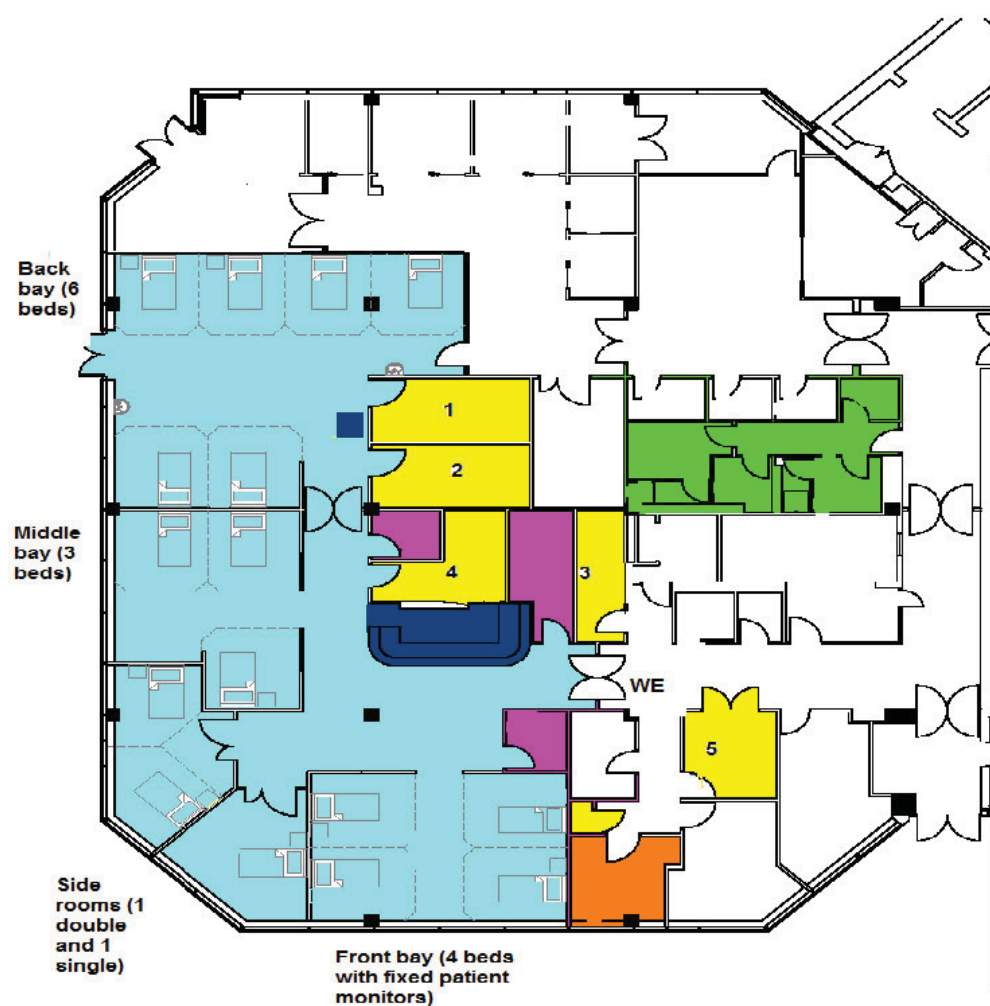 Back
bay (6
beds)
1
2
Middle
bay (3
beds)
4
3
WE
5
Side
rooms (1
double
and 1
single)
Front bay (4 beds
with fixed patient
monitors)